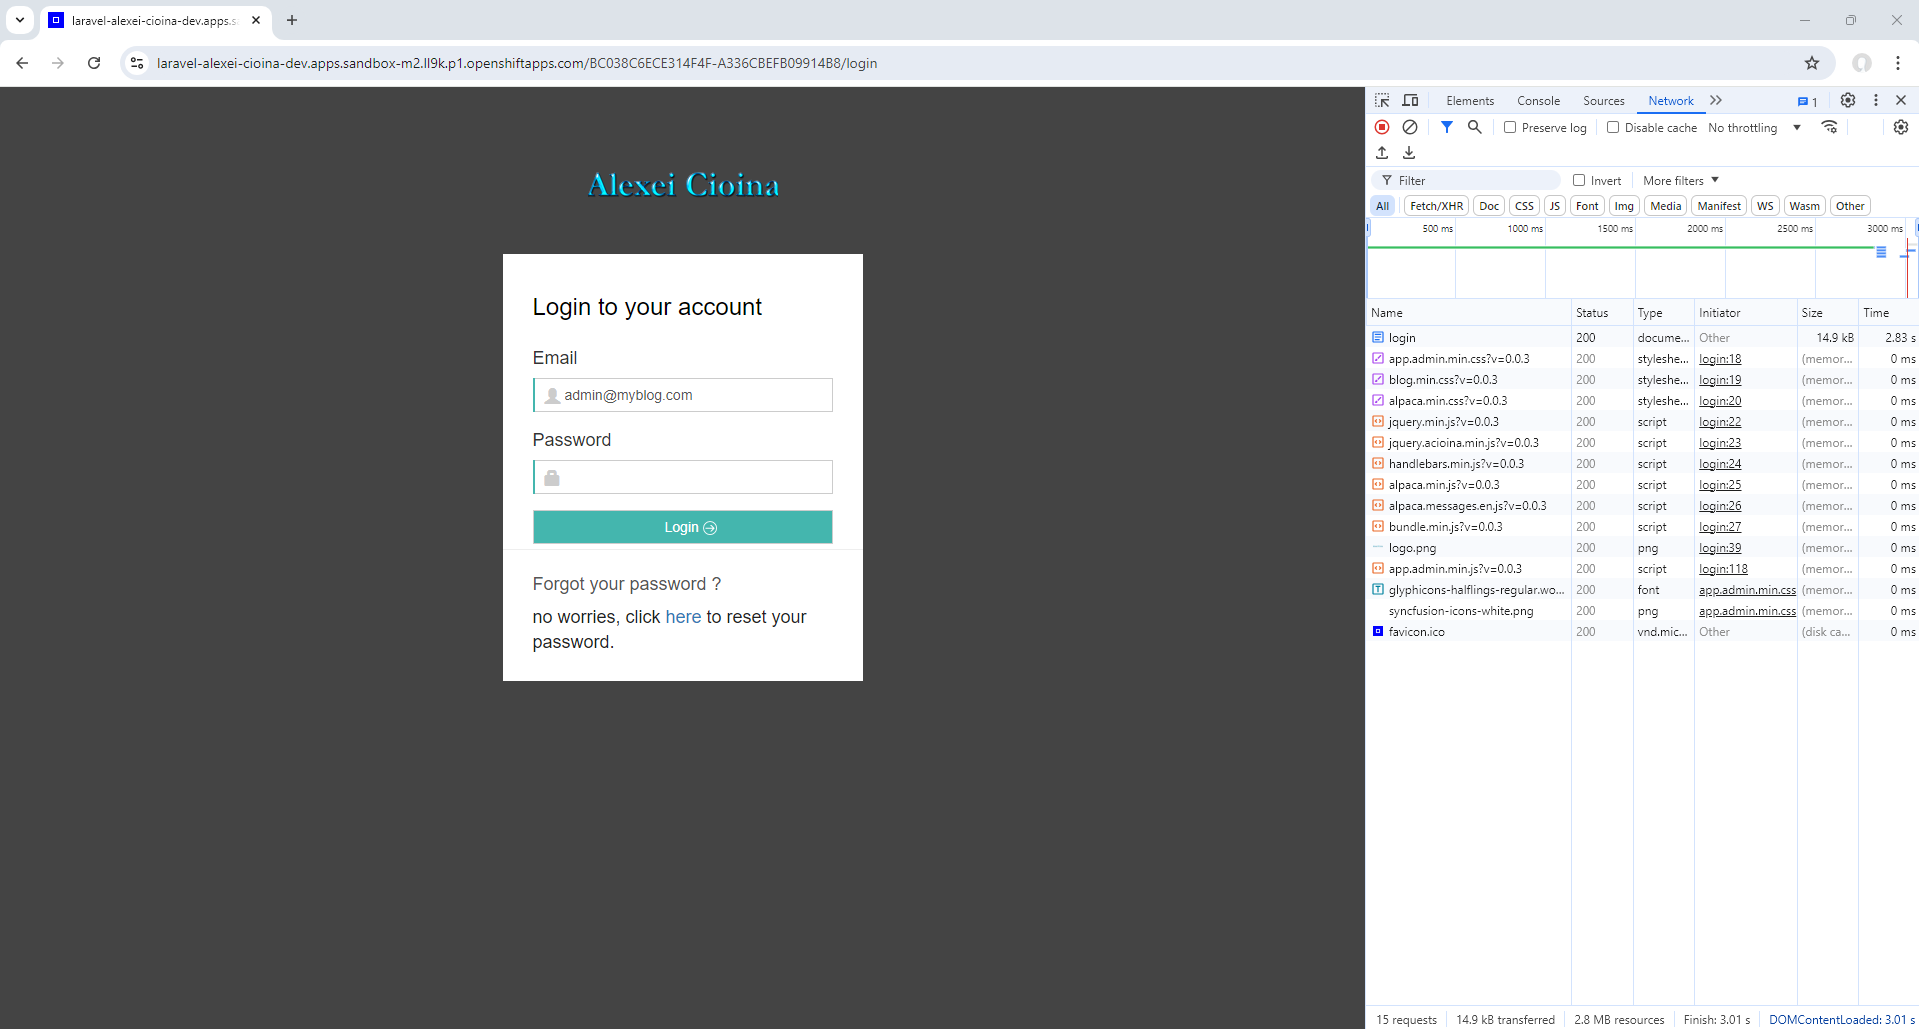 laravel-alexei-cioina-dev.apps.s
laravel-alexei-cioina-dev.apps.sandbox-m2.ll9k.p1.openshiftapps.com/BC038C6ECE314F4F-A336CBEFB09914B8/login
Alexei Cioina
Login to your account
Email
admin@myblog.com
Password
Login
Forgot your password ?
no worries, click here to reset your
password.
Elements Console Sources Network 1
Preserve log Disable cache No throttling
Filter Invert More filters
All Fetch/XHR Doc CSS JS Font Img Media Manifest WS Wasm Other
500 ms 1000 ms 1500 ms 2000 ms 2500 ms 3000 ms
Name Status Type Initiator Size Time
login 200 docume... Other 14.9 kB 2.83 s
app.admin.min.css?v=0.0.3 200 styleshe... login:18 (memor... 0 ms
blog.min.css?v=0.0.3 200 styleshe... login:19 (memor... 0 ms
alpaca.min.css?v=0.0.3 200 styleshe... login:20 (memor... 0 ms
jquery.min.js?v=0.0.3 200 script login:22 (memor... 0 ms
jquery.acioina.min.js?v=0.0.3 200 script login:23 (memor... 0 ms
handlebars.min.js?v=0.0.3 200 script login:24 (memor... 0 ms
alpaca.min.js?v=0.0.3 200 script login:25 (memor... 0 ms
alpaca.messages.en.js?v=0.0.3 200 script login:26 (memor... 0 ms
bundle.min.js?v=0.0.3 200 script login:27 (memor... 0 ms
logo.png 200 png login:39 (memor... 0 ms
app.admin.min.js?v=0.0.3 200 script login:118 (memor... 0 ms
glyphicons-halflings-regular.wo... 200 font app.admin.min.css (memor... 0 ms
syncfusion-icons-white.png 200 png app.admin.min.css (memor... 0 ms
favicon.ico 200 vnd.mic... Other (disk ca... 0 ms
15 requests 14.9 kB transferred 2.8 MB resources Finish: 3.01 s DOMContentLoaded: 3.01 s